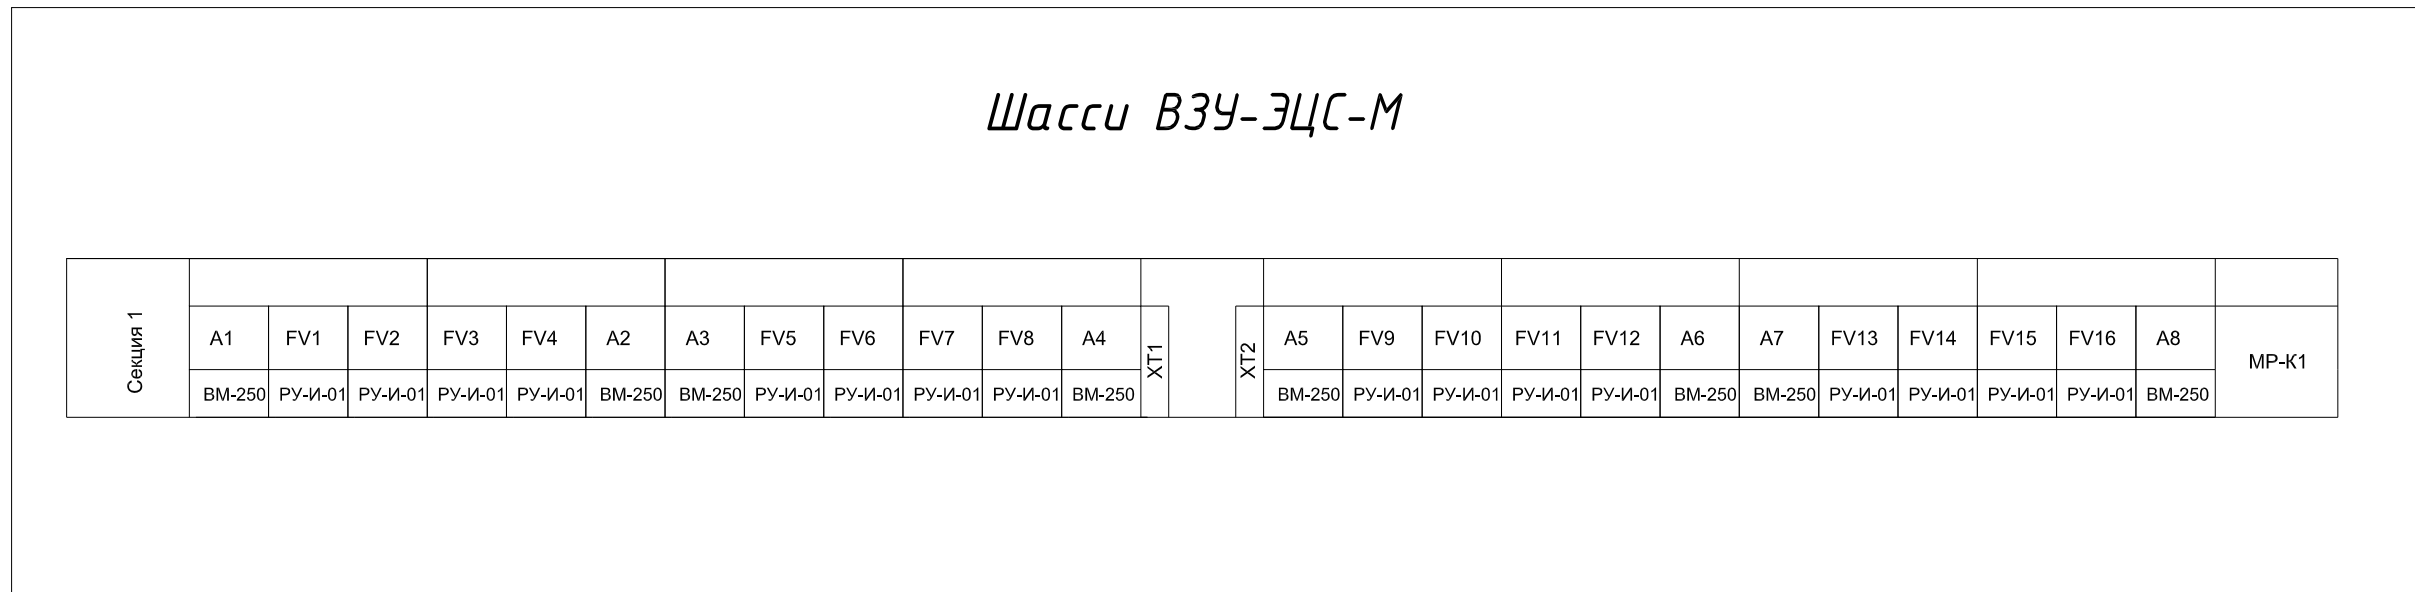 Шасси ВЗУ-ЭЦС-М
Секция 1
A1 FV1 FV2 FV3 FV4 A2 A3 FV5 FV6 FV7 FV8 A4 XT1 XT2 A5 FV9 FV10 FV11 FV12 A6 A7 FV13 FV14 FV15 FV16 A8 МР-К1
ВМ-250 РУ-И-01 РУ-И-01 РУ-И-01 РУ-И-01 ВМ-250 ВМ-250 РУ-И-01 РУ-И-01 РУ-И-01 РУ-И-01 ВМ-250 ВМ-250 РУ-И-01 РУ-И-01 РУ-И-01 РУ-И-01 ВМ-250 ВМ-250 РУ-И-01 РУ-И-01 РУ-И-01 РУ-И-01 ВМ-250